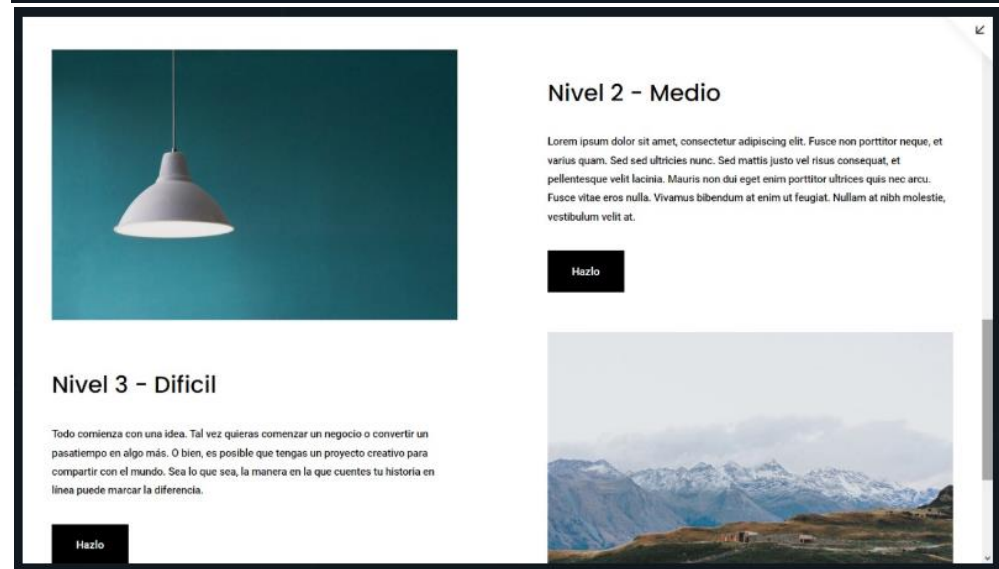 Nivel 2 - Medio
Lorem ipsum dolor sit amet, consectetur adipiscing elit. Fusce non porttitor neque, et
varius quam. Sed sed ultricies nunc. Sed mattis justo vel risus consequat, et
pellentesque velit lacinia. Mauris non dui eget enim porttitor ultrices quis nec arcu.
Fusce vitae eros nulla. Vivamus bibendum at enim ut feugiat. Nullam at nibh molestie,
vestibulum velit at.
Hazlo
Nivel 3 - Dificil
Todo comienza con una idea. Tal vez quieras comenzar un negocio o convertir un
pasatiempo en algo más. O bien, es posible que tengas un proyecto creativo para
compartir con el mundo. Sea lo que sea, la manera en la que cuentes tu historia en
línea puede marcar la diferencia.
Hazlo